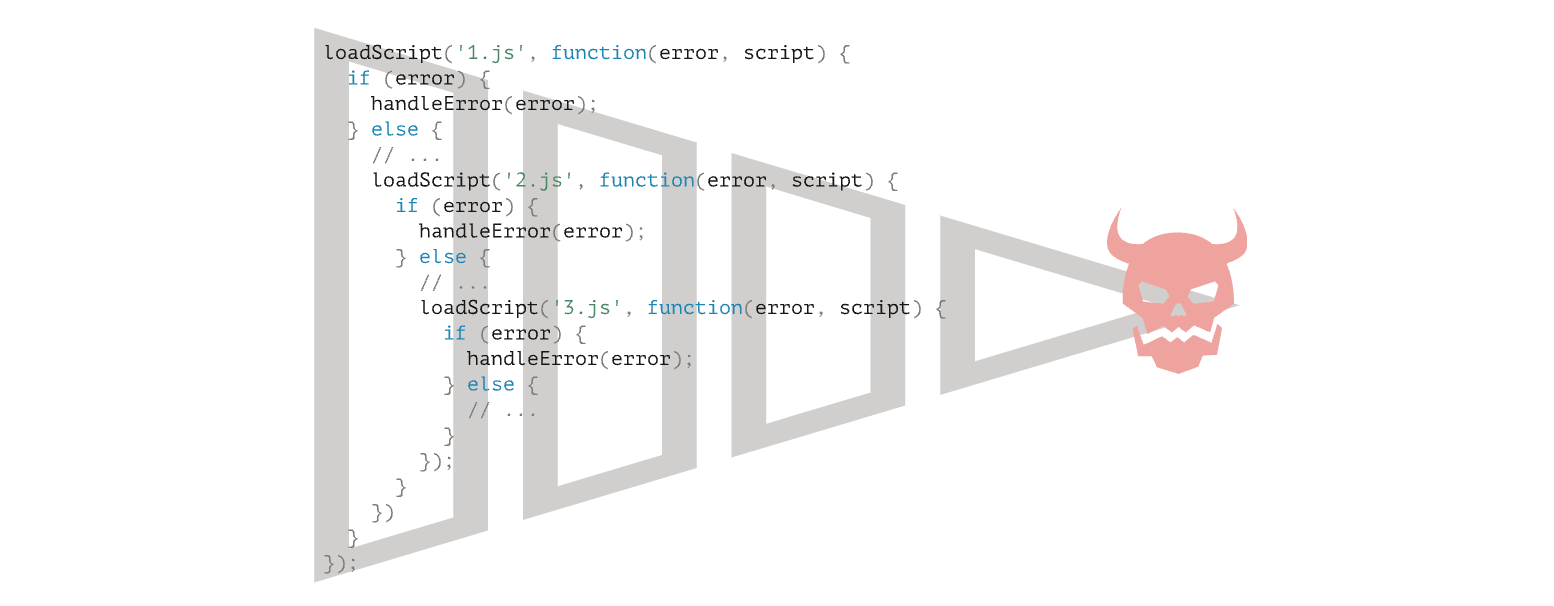 loadScript('1.js', function(error, script) {
  if (error) {
    handleError(error);
  } else {
    // ...
    loadScript('2.js', function(error, script) {
      if (error) {
        handleError(error);
      } else {
        // ...
        loadScript('3.js', function(error, script) {
          if (error) {
            handleError(error);
          } else {
            // ...
          }
        });
      }
    })
  }
});